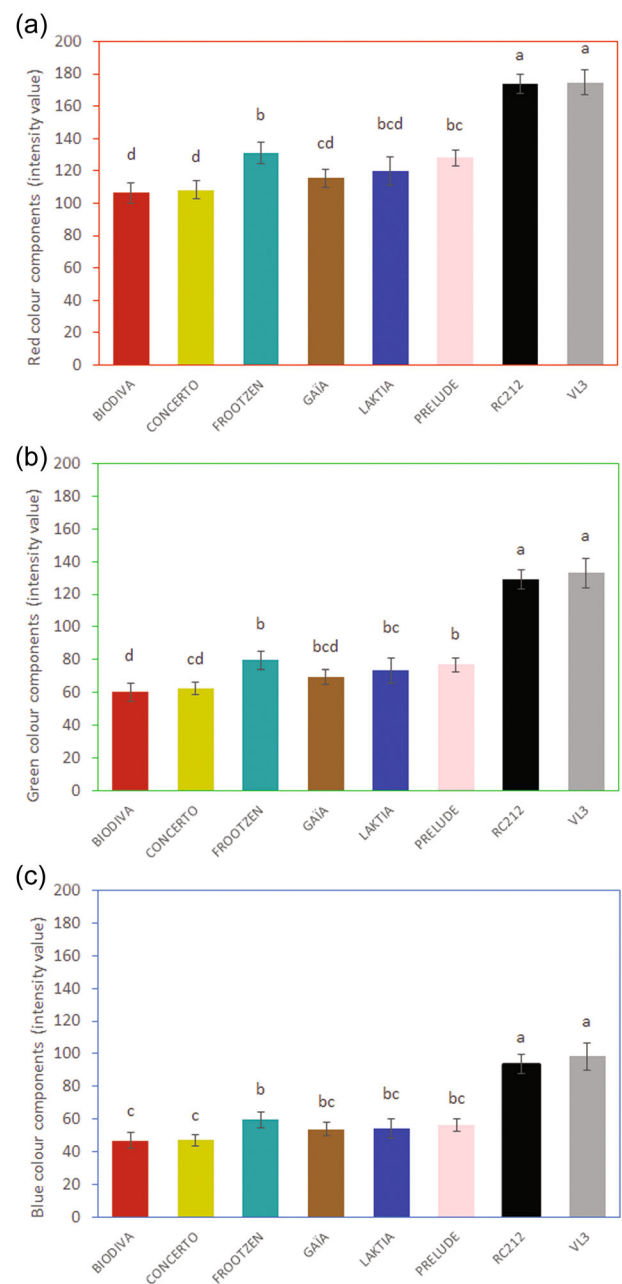 (a)
Red colour components (intensity value)
200
180
160
140
120
100
80
60
40
20
0
d d b cd bcd bc a a
BIODIVA CONCERTO FROOTZEN GAÏA LAKTIA PRELUDE RC212 VL3
(b)
Green colour components (intensity value)
200
180
160
140
120
100
80
60
40
20
0
d cd b bcd bc b a a
BIODIVA CONCERTO FROOTZEN GAÏA LAKTIA PRELUDE RC212 VL3
(c)
Blue colour components (intensity value)
200
180
160
140
120
100
80
60
40
20
0
c c b bc bc bc a a
BIODIVA CONCERTO FROOTZEN GAÏA LAKTIA PRELUDE RC212 VL3